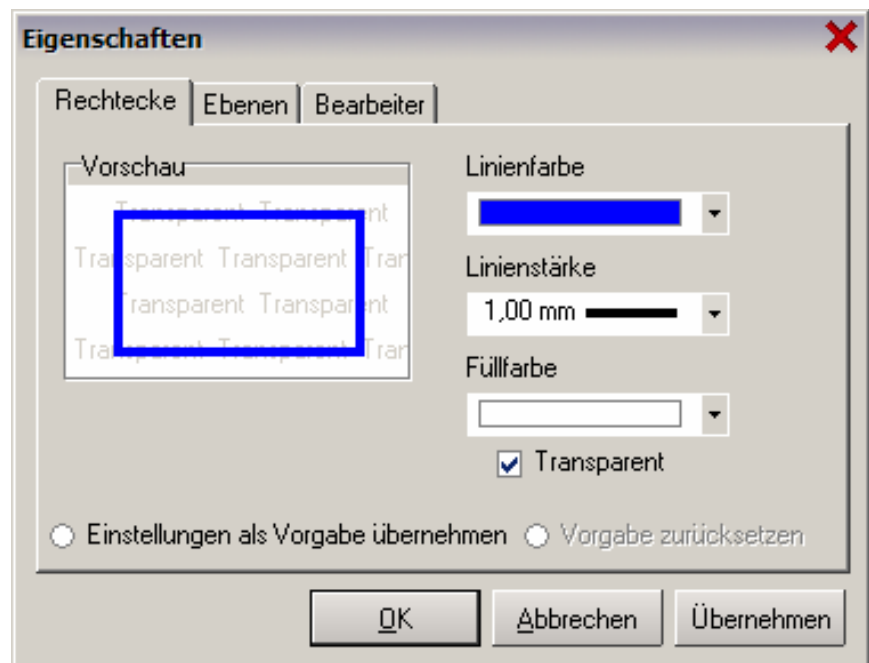 Eigenschaften
Rechtecke Ebenen Bearbeiter
Vorschau
Transparent Transparent
Transparent Transparent Tran
Transparent Transparent
Transparent Transparent Tran
Linienfarbe
Linienstärke
1,00 mm
Füllfarbe
Transparent
Einstellungen als Vorgabe übernehmen Vorgabe zurücksetzen
OK Abbrechen Übernehmen